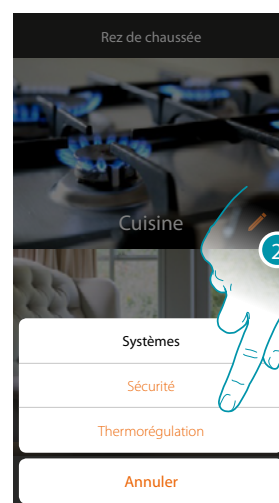 Rez de chaussée
Cuisine
2
Systèmes
Sécurité
Thermorégulation
Annuler